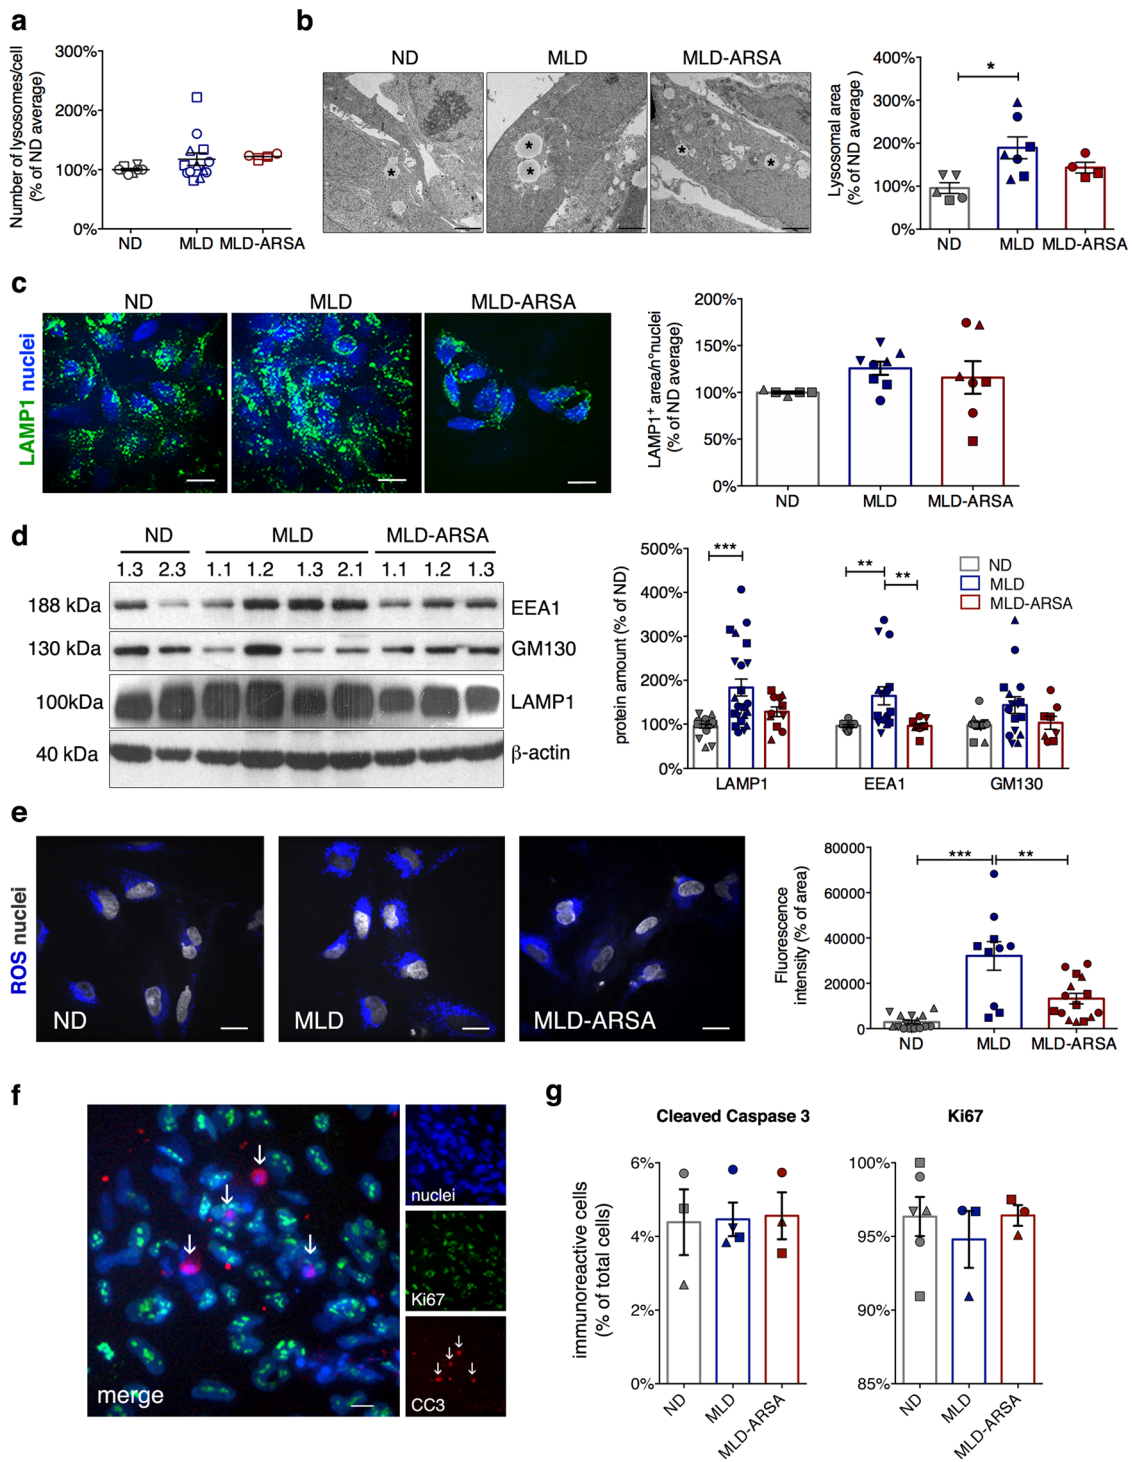 a
Number of lysosomes/cell
(% of ND average)
300%
200%
100%
0%
ND MLD MLD-ARSA
b
ND MLD MLD-ARSA
* * * * *
Lysosomal area
(% of ND average )
400%
300%
200%
100%
0%
*
ND MLD MLD-ARSA
c
LAMP1 nuclei
ND MLD MLD-ARSA
LAMP1+ area/n°nuclei
(% of ND average)
200%
150%
100%
50%
0%
ND MLD MLD-ARSA
d
ND MLD MLD-ARSA
1.3 2.3 1.1 1.2 1.3 2.1 1.1 1.2 1.3
188 kDa EEA1
130 kDa GM130
100kDa LAMP1
40 kDa β-actin
protein amount (% of ND)
500%
400%
300%
200%
100%
0%
*** ** **
ND
MLD
MLD-ARSA
LAMP1 EEA1 GM130
e
ROS nuclei
ND MLD MLD-ARSA
Fluorescence
intensity (% of area)
80000
60000
40000
20000
0
*** **
ND MLD MLD-ARSA
f
merge
nuclei
Ki67
CC3
g
Cleaved Caspase 3
immunoreactive cells
(% of total cells)
6%
4%
2%
0%
ND MLD MLD-ARSA
Ki67
100%
95%
90%
85%
ND MLD MLD-ARSA